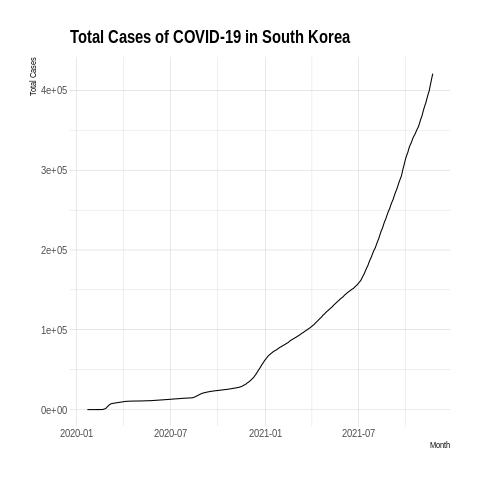 Total Cases of COVID-19 in South Korea
Total Cases
4e+05
3e+05
2e+05
1e+05
0e+00
2020-01 2020-07 2021-01 2021-07
Month